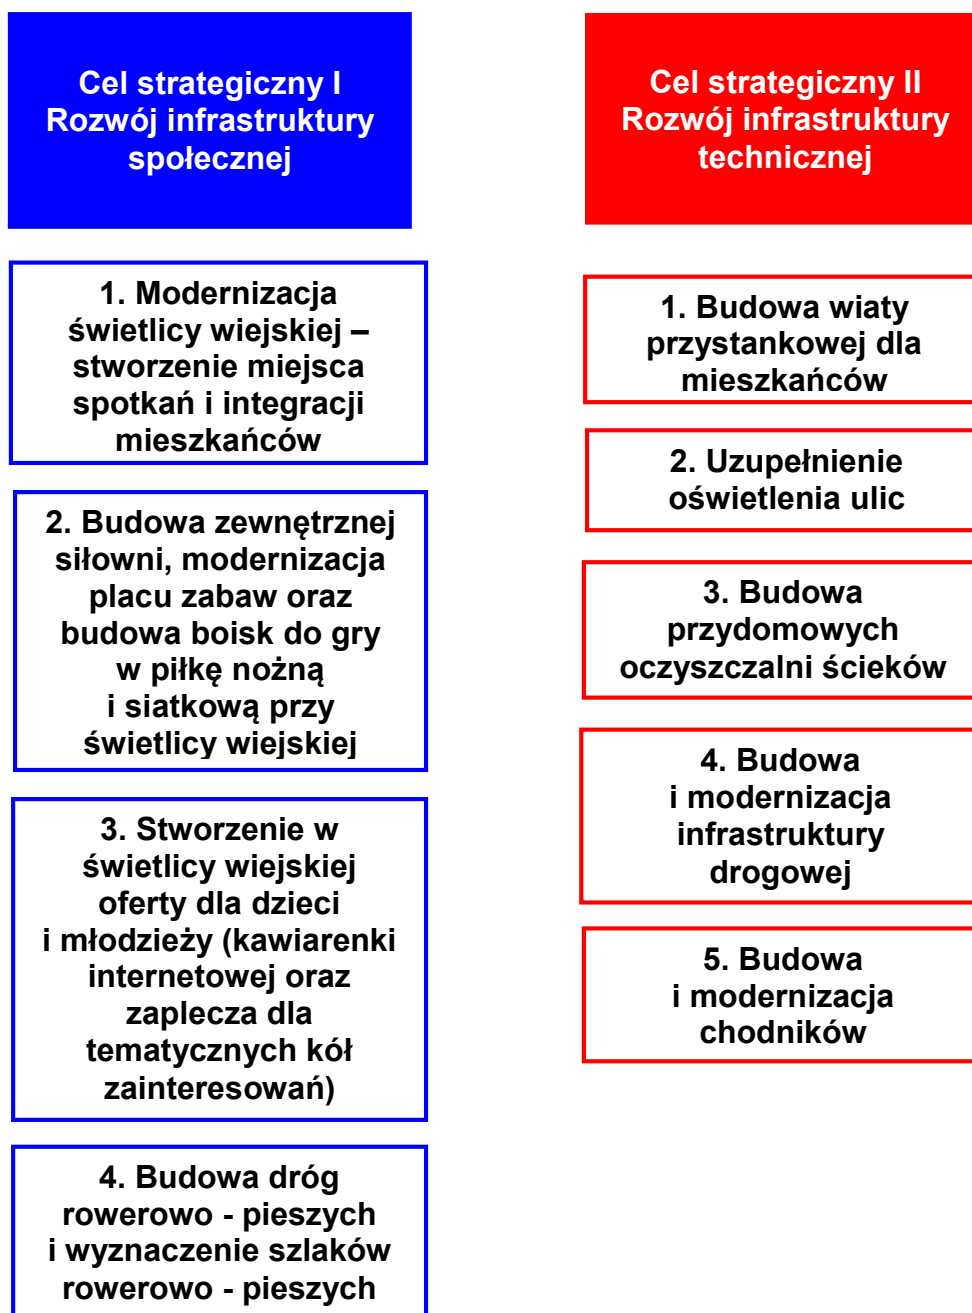 Cel strategiczny I
Rozwój infrastruktury
społecznej
1. Modernizacja
świetlicy wiejskiej –
stworzenie miejsca
spotkań i integracji
mieszkańców
2. Budowa zewnętrznej
siłowni, modernizacja
placu zabaw oraz
budowa boisk do gry
w piłkę nożną
i siatkową przy
świetlicy wiejskiej
3. Stworzenie w
świetlicy wiejskiej
oferty dla dzieci
i młodzieży (kawiarenki
internetowej oraz
zaplecza dla
tematycznych kół
zainteresowań)
4. Budowa dróg
rowerowo - pieszych
i wyznaczenie szlaków
rowerowo - pieszych
Cel strategiczny II
Rozwój infrastruktury
technicznej
1. Budowa wiaty
przystankowej dla
mieszkańców
2. Uzupełnienie
oświetlenia ulic
3. Budowa
przydomowych
oczyszczalni ścieków
4. Budowa
i modernizacja
infrastruktury
drogowej
5. Budowa
i modernizacja
chodników